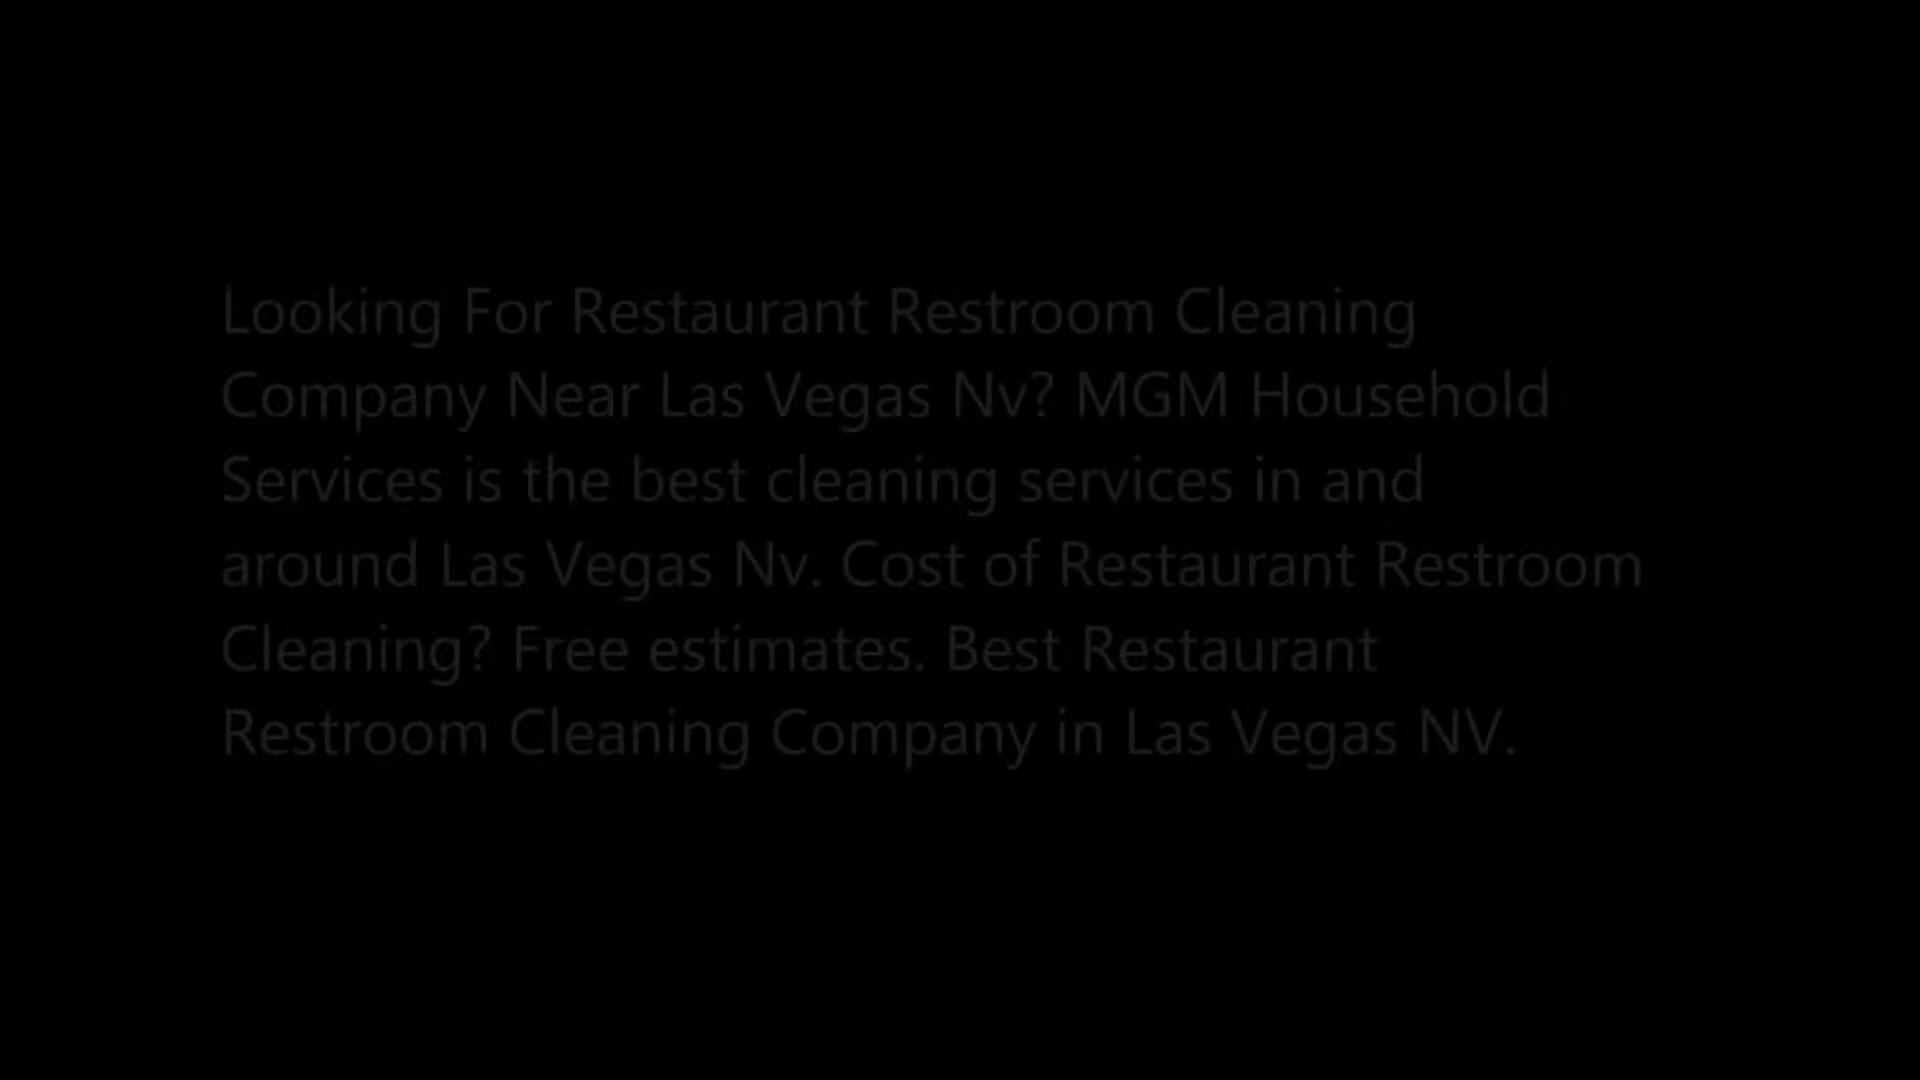 Looking For Restaurant Restroom Cleaning
Company Near Las Vegas Nv? MGM Household
Services is the best cleaning services in and
around Las Vegas Nv. Cost of Restaurant Restroom
Cleaning? Free estimates. Best Restaurant
Restroom Cleaning Company in Las Vegas NV.